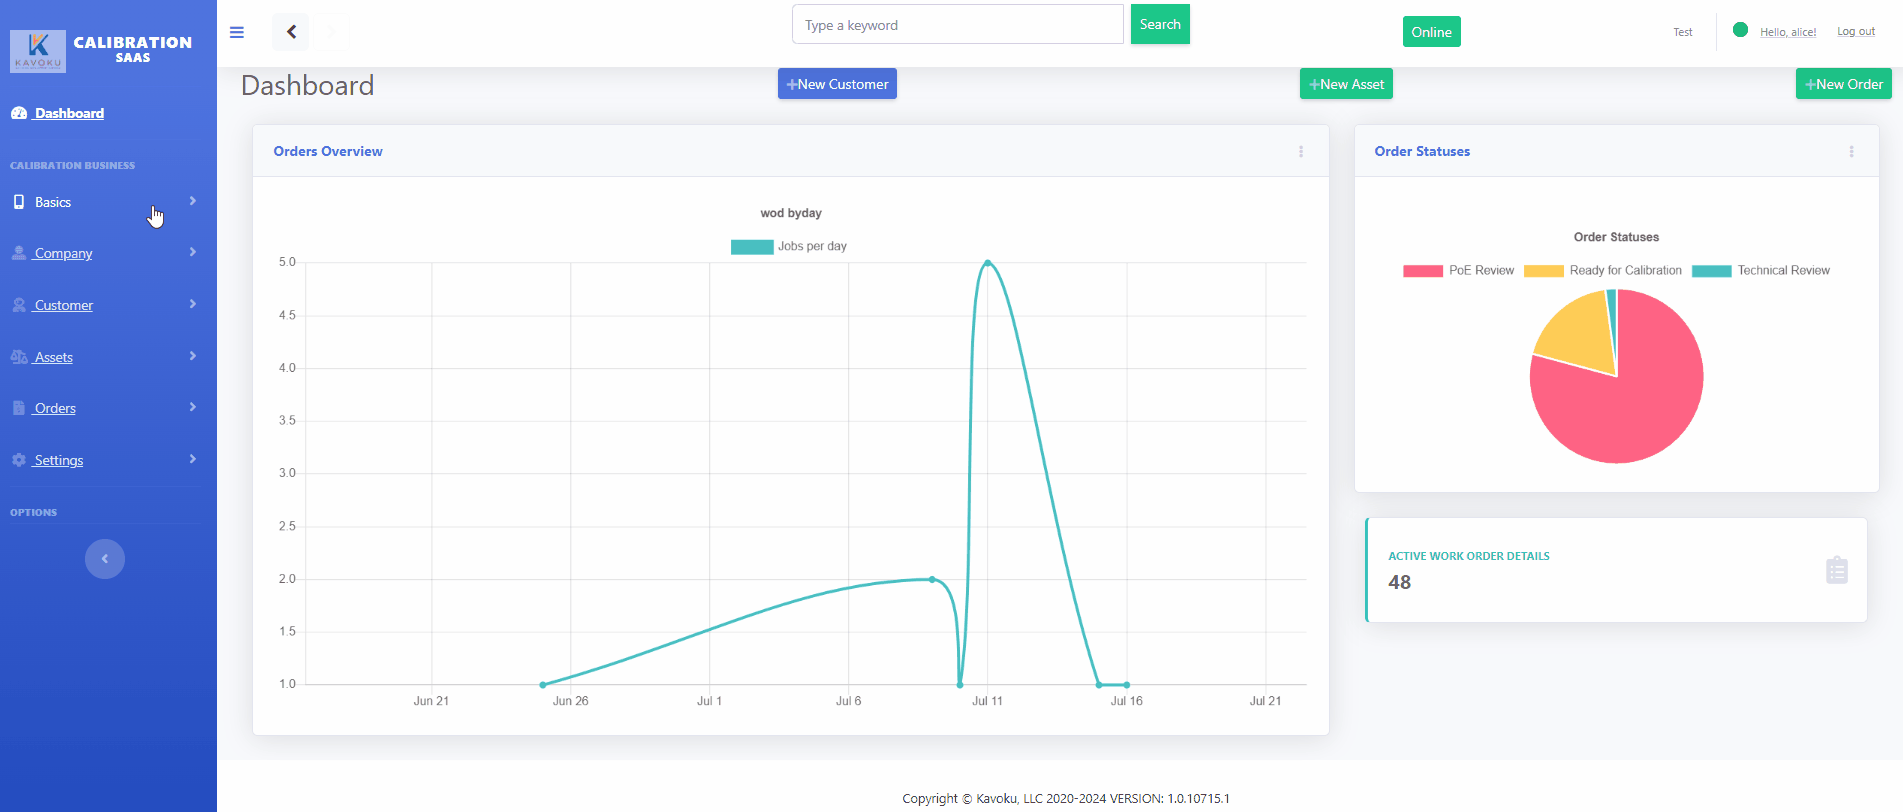 KAVOKU
CALIBRATION
SAAS
Type a keyword
Search
Online
Test
Hello, alice!
Log out
Dashboard
CALIBRATION BUSINESS
Basics
Company
Customer
Assets
Orders
Settings
OPTIONS
Dashboard
+New Customer
+New Asset
+New Order
Orders Overview
wod byday
Jobs per day
5.0
4.5
4.0
3.5
3.0
2.5
2.0
1.5
1.0
Jun 21
Jun 26
Jul 1
Jul 6
Jul 11
Jul 16
Jul 21
Order Statuses
Order Statuses
PoE Review
Ready for Calibration
Technical Review
ACTIVE WORK ORDER DETAILS
48
Copyright © Kavoku, LLC 2020-2024 VERSION: 1.0.10715.1